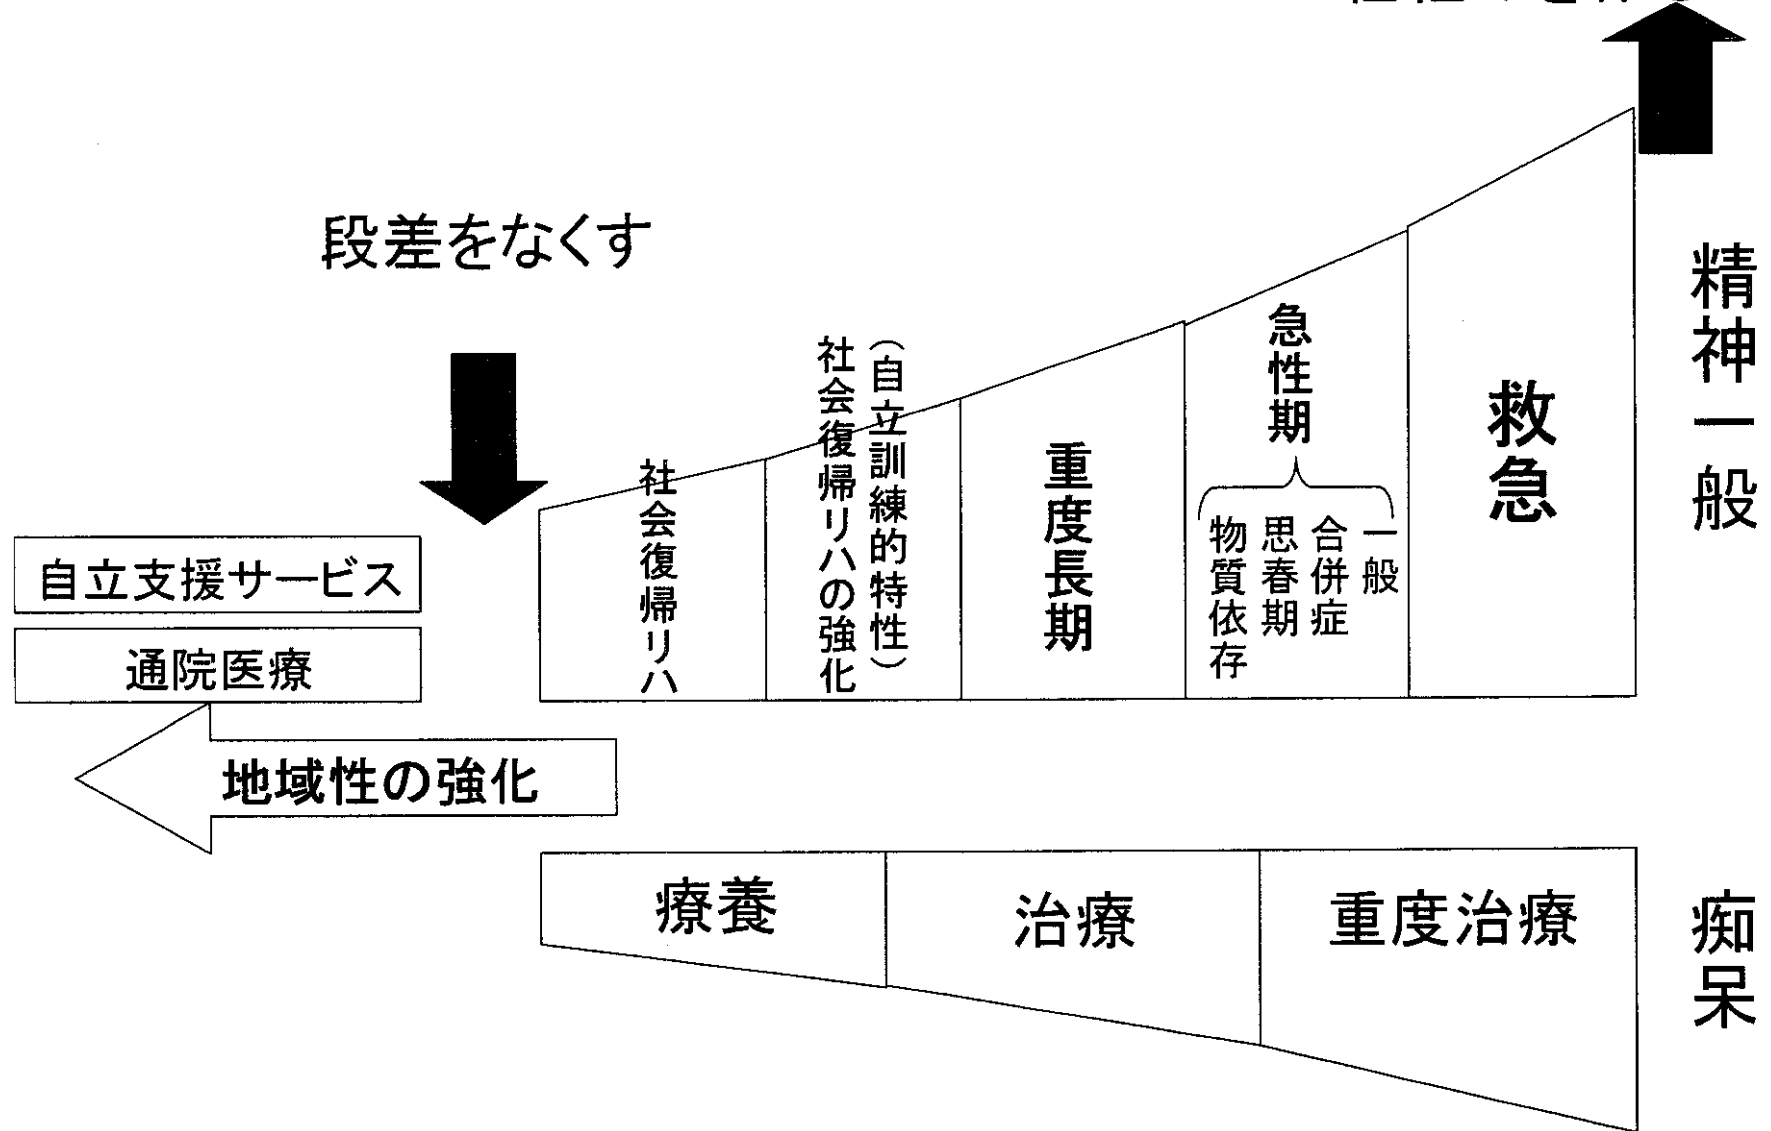 段差をなくす
精神一般
救急
急性期
一般
合併症
思春期
物質依存
重度長期
(自立訓練的特性)
社会復帰リハの強化
社会復帰リハ
自立支援サービス
通院医療
地域性の強化
療養
治療
重度治療
痴呆